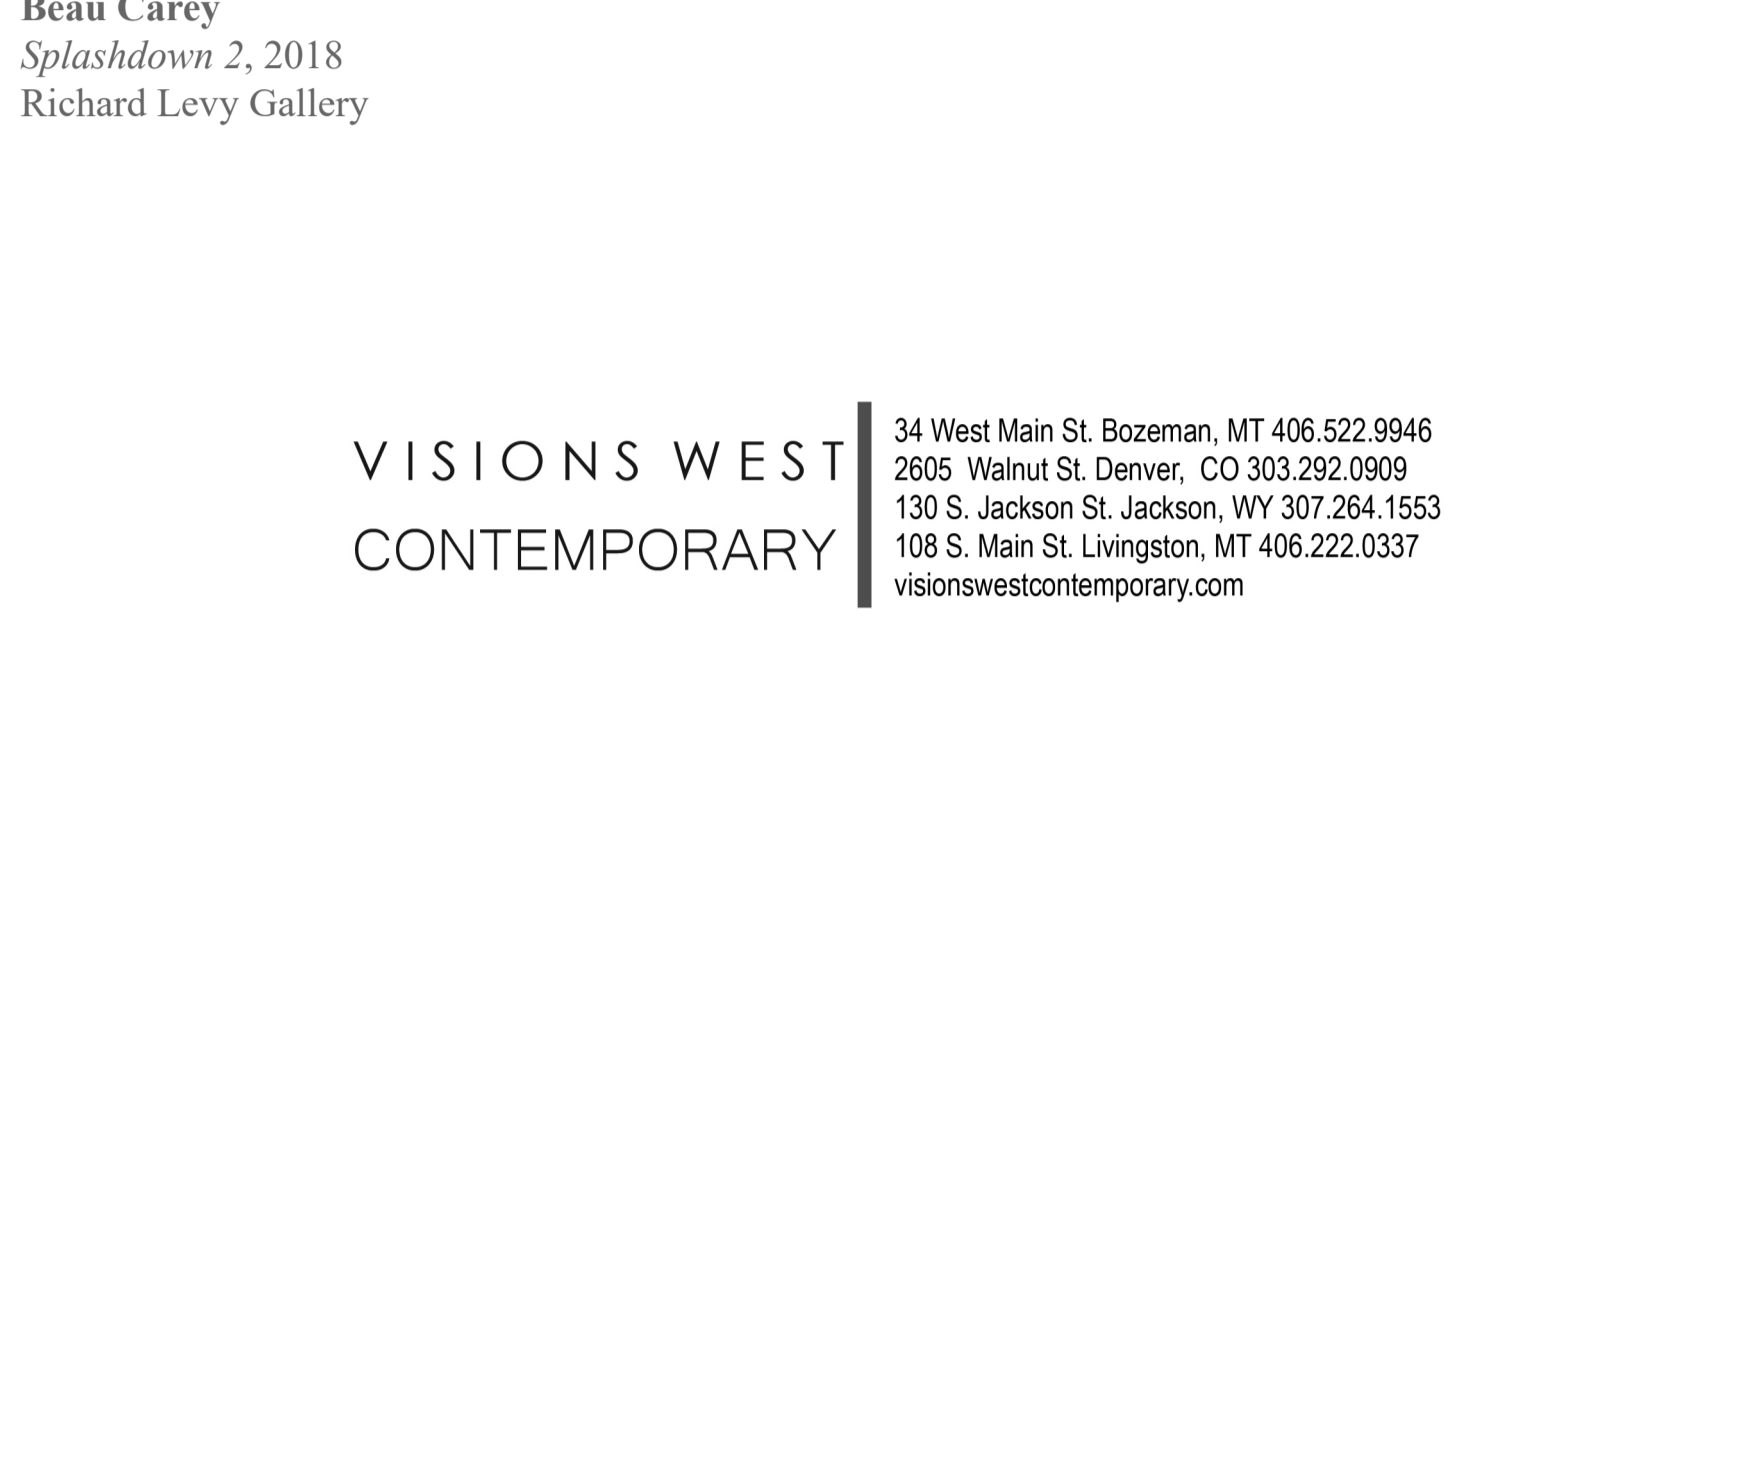 Beau Carey
Splashdown 2, 2018
Richard Levy Gallery
VISIONS WEST
CONTEMPORARY
34 West Main St. Bozeman, MT 406.522.9946
2605  Walnut St. Denver,  CO 303.292.0909
130 S. Jackson St. Jackson, WY 307.264.1553
108 S. Main St. Livingston, MT 406.222.0337
visionswestcontemporary.com